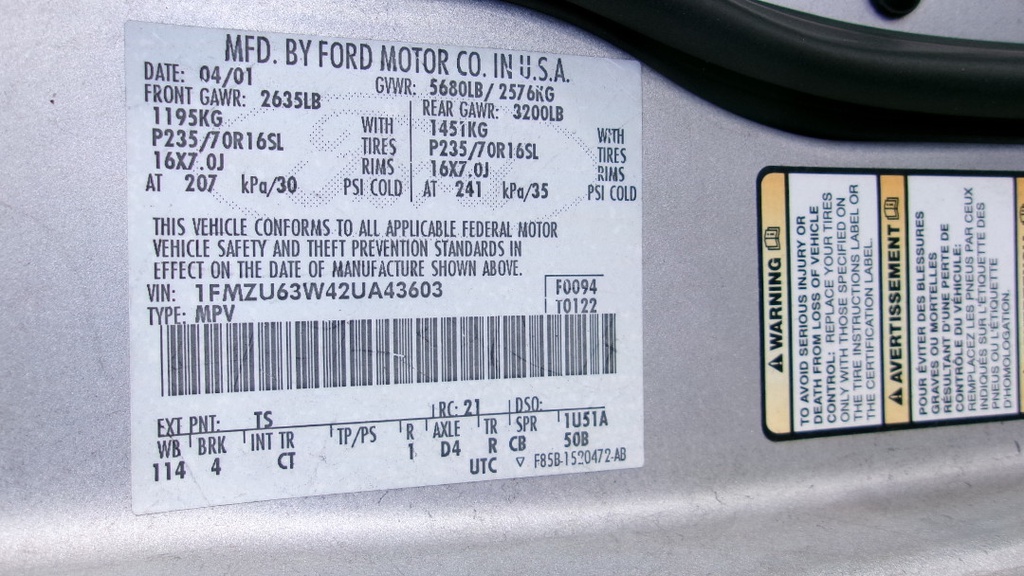 MFD. BY FORD MOTOR CO. IN U.S.A.
DATE: 04/01 GVWR: 5680LB/2576KG
FRONT GAWR: 2635LB REAR GAWR: 3200LB
1195KG WITH 1451KG WITH
P235/70R16SL TIRES P235/70R16SL TIRES
16X7.0J RIMS 16X7.0J RIMS
AT 207 kPa/30 PSI COLD AT 241 kPa/35 PSI COLD
THIS VEHICLE CONFORMS TO ALL APPLICABLE FEDERAL MOTOR
VEHICLE SAFETY AND THEFT PREVENTION STANDARDS IN
EFFECT ON THE DATE OF MANUFACTURE SHOWN ABOVE.
VIN: 1FMZU63W42UA43603 F0094
TYPE: MPV T0122
EXT PNT: TS RC: 21 DSO:
WB BRK INT TR TP/PS R AXLE TR SPR 1U51A
114 4 CT 1 D4 R CB 50B
UTC ▽ F85B-1520472-AB
⚠ WARNING
TO AVOID SERIOUS INJURY OR
DEATH FROM LOSS OF VEHICLE
CONTROL: REPLACE YOUR TIRES
ONLY WITH THOSE SPECIFIED ON
THE TIRE INSTRUCTIONS LABEL OR
CERTIFICATION LABEL.
⚠ AVERTISSEMENT
POUR ÉVITER DES BLESSURES
GRAVES OU MORTELLES
RÉSULTANT D'UNE PERTE DE
CONTRÔLE DU VÉHICULE:
REMPLACEZ LES PNEUS PAR CEUX
INDIQUÉS SUR L'ÉTIQUETTE DES
PNEUS OU L'ÉTIQUETTE
D'HOMOLOGATION.